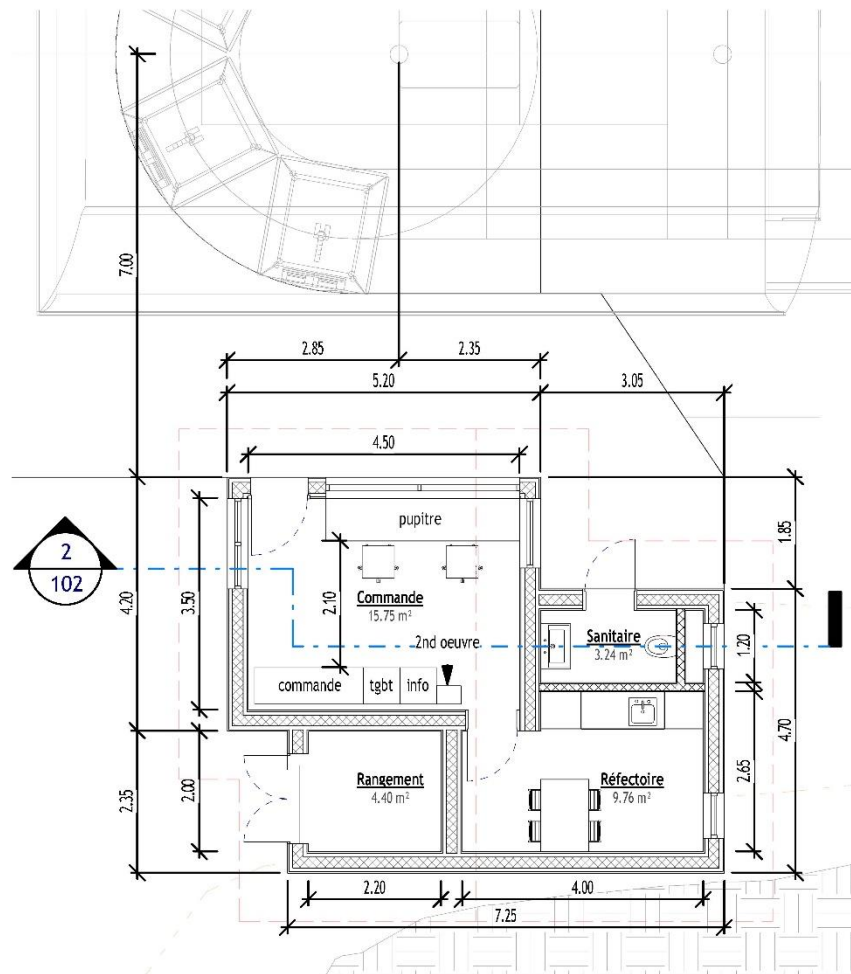 7.00
2.85
2.35
5.20
3.05
4.50
pupitre
1.85
2
102
4.20
3.50
2.10
Commande
15.75 m²
2nd oeuvre
Sanitaire
3.24 m²
1.20
commande
tgbt
info
4.70
2.35
2.00
Rangement
4.40 m²
Réfectoire
9.76 m²
2.65
2.20
4.00
7.25